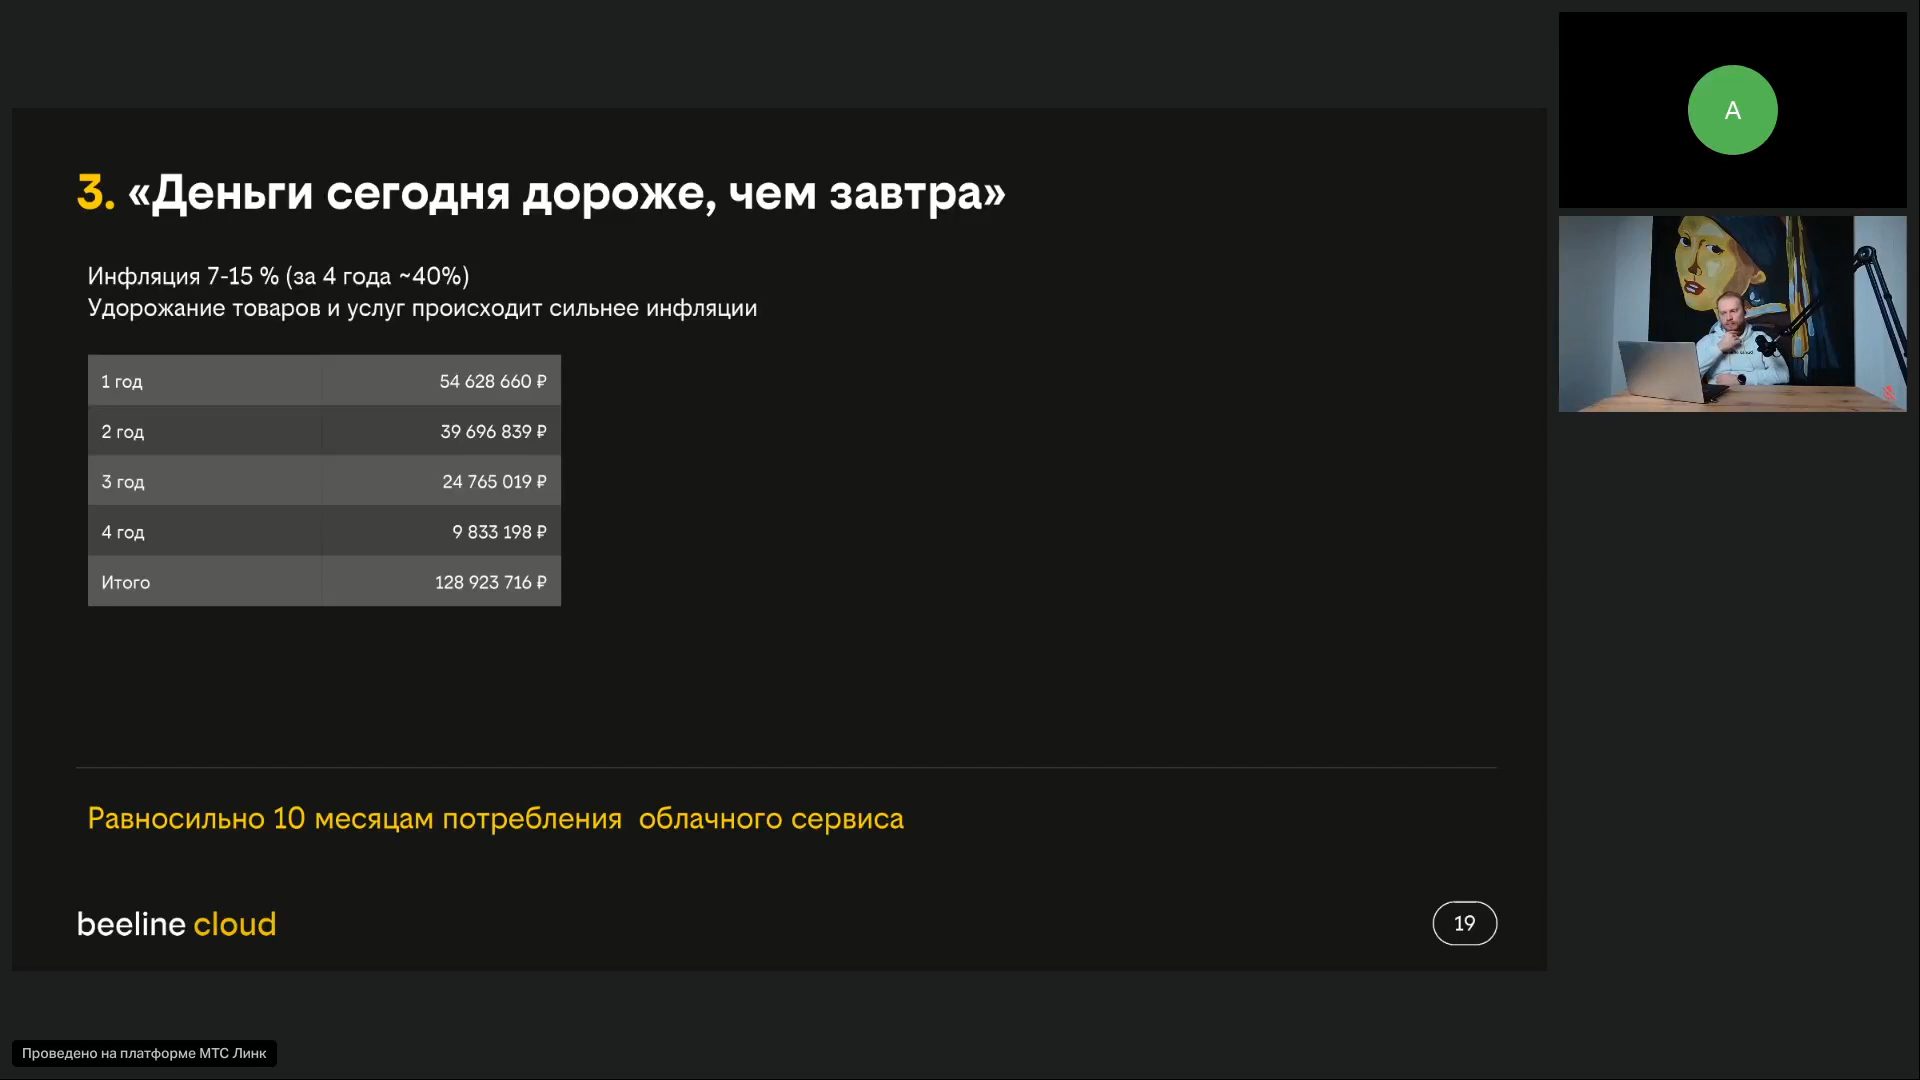 3. «Деньги сегодня дороже, чем завтра»
Инфляция 7-15 % (за 4 года ~40%)
Удорожание товаров и услуг происходит сильнее инфляции
1 год 54 628 660 ₽
2 год 39 696 839 ₽
3 год 24 765 019 ₽
4 год 9 833 198 ₽
Итого 128 923 716 ₽
Равносильно 10 месяцам потребления облачного сервиса
beeline cloud
19
A
Проведено на платформе МТС Линк